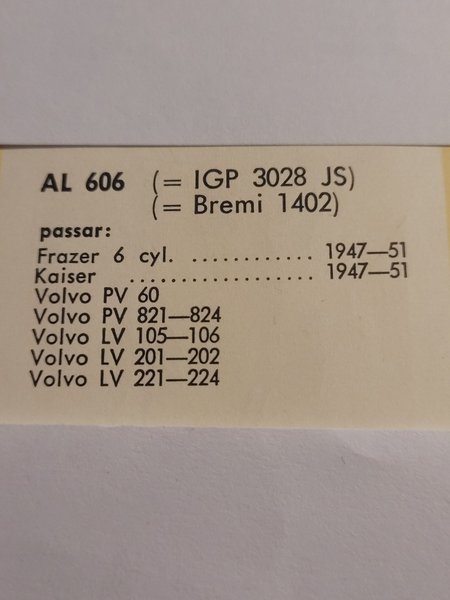 AL 606 (= IGP 3028 JS)
(= Bremi 1402)
passar:
Frazer 6 cyl. ............ 1947—51
Kaiser .................. 1947—51
Volvo PV 60
Volvo PV 821—824
Volvo LV 105—106
Volvo LV 201—202
Volvo LV 221—224